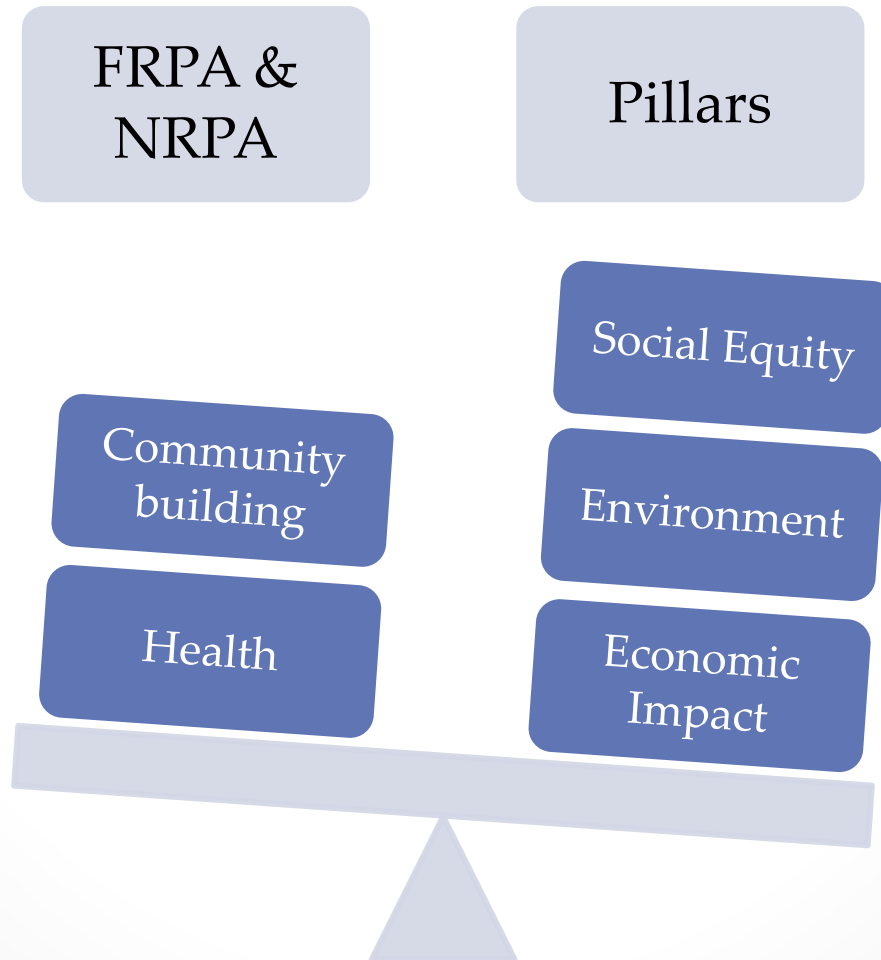 FRPA &
NRPA
Pillars
Social Equity
Community
building
Environment
Health
Economic
Impact